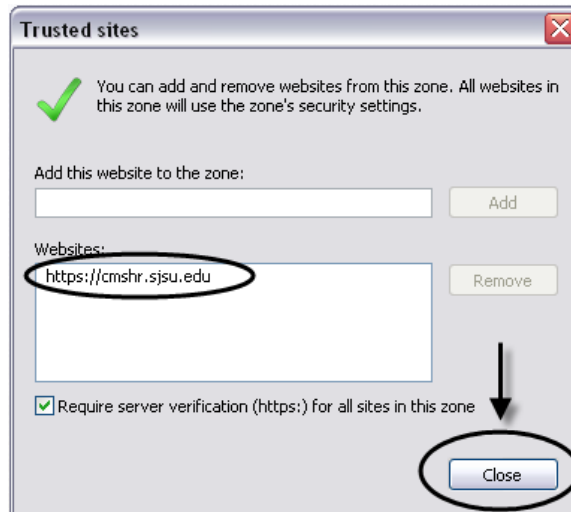 Trusted sites
You can add and remove websites from this zone. All websites in
this zone will use the zone's security settings.
Add this website to the zone:
Add
Websites:
https://cmshr.sjsu.edu
Remove
Require server verification (https:) for all sites in this zone
Close